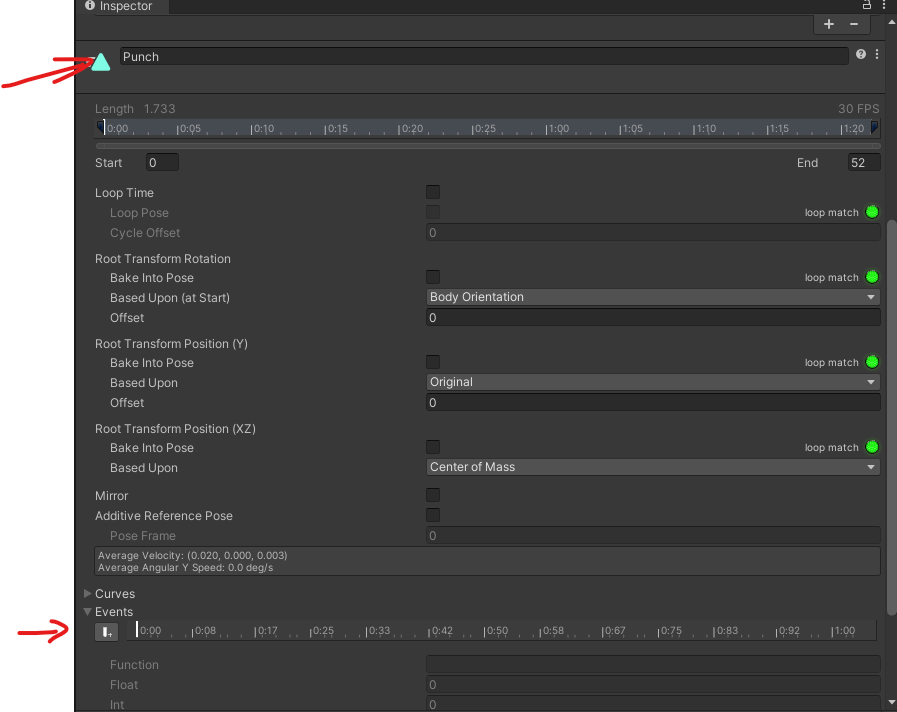 Inspector
Punch
Length 1.733 30 FPS
0:00 0:05 0:10 0:15 0:20 0:25 1:00 1:05 1:10 1:15 1:20
Start 0 End 52
Loop Time
Loop Pose loop match
Cycle Offset 0
Root Transform Rotation
Bake Into Pose loop match
Based Upon (at Start) Body Orientation
Offset 0
Root Transform Position (Y)
Bake Into Pose loop match
Based Upon Original
Offset 0
Root Transform Position (XZ)
Bake Into Pose loop match
Based Upon Center of Mass
Mirror
Additive Reference Pose
Pose Frame 0
Average Velocity: (0.020, 0.000, 0.003)
Average Angular Y Speed: 0.0 deg/s
Curves
Events
0:00 0:08 0:17 0:25 0:33 0:42 0:50 0:58 0:67 0:75 0:83 0:92 1:00
Function
Float 0
Int 0